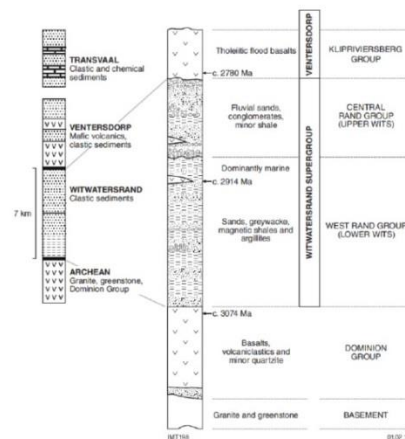 TRANSVAAL
Clastic and chemical
sediments
VENTERSDORP
Mafic volcanics,
clastic sediments
WITWATERSRAND
Clastic sediments
7 km
ARCHEAN
Granite, greenstone,
Dominion Group
Tholeiitic flood basalts
c. 2780 Ma
Fluvial sands,
conglomerates,
minor shale
Dominantly marine
c. 2914 Ma
Sands, greywacke,
magnetic shales and
argillites
c. 3074 Ma
Basalts,
volcaniclastics and
minor quartzite
Granite and greenstone
VENTERSDORP
WITWATERSRAND SUPERGROUP
KLIPRIVIERSBERG
GROUP
CENTRAL
RAND GROUP
(UPPER WITS)
WEST RAND GROUP
(LOWER WITS)
DOMINION
GROUP
BASEMENT